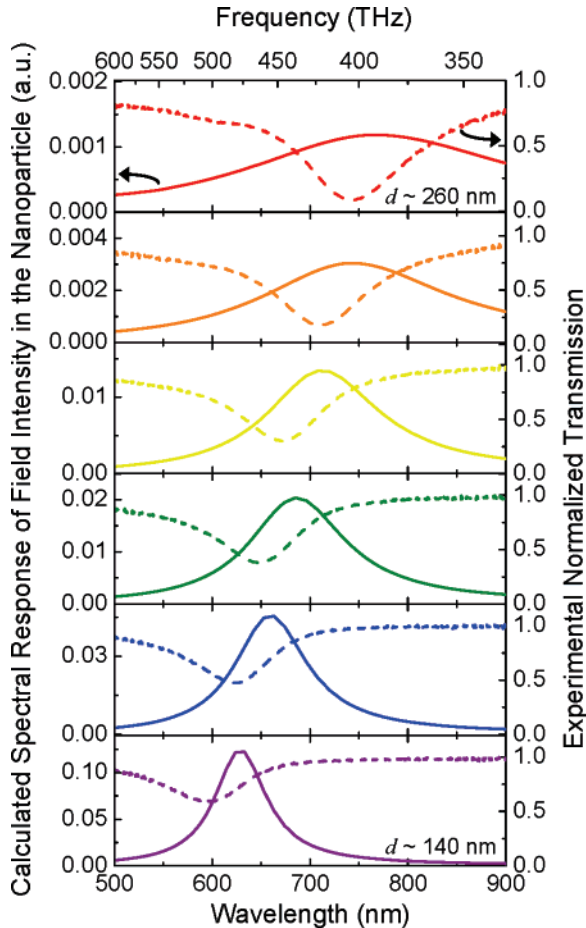 Frequency (THz)
600 550 500 450 400 350
Calculated Spectral Response of Field Intensity in the Nanoparticle (a.u.)
Experimental Normalized Transmission
0.002 1.0
0.001 0.5
0.000 0.0
d ~ 260 nm
0.004 1.0
0.002 0.5
0.000 0.0
1.0
0.01 0.5
0.00 0.0
0.02 1.0
0.01 0.5
0.00 0.0
1.0
0.03 0.5
0.00 0.0
1.0
0.10
0.05 0.5
0.00 0.0
d ~ 140 nm
500 600 700 800 900
Wavelength (nm)